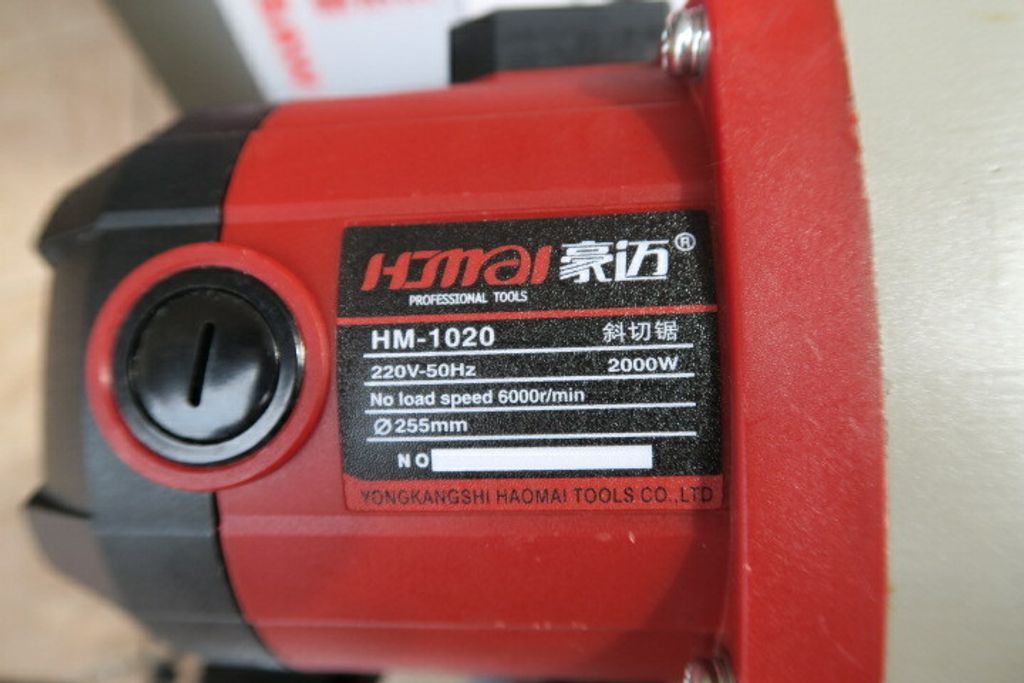 HOMAI 豪迈®
PROFESSIONAL TOOLS
HM-1020 斜切锯
220V-50Hz 2000W
No load speed 6000r/min
Ø255mm
NO
YONGKANGSHI HAOMAI TOOLS CO.,LTD